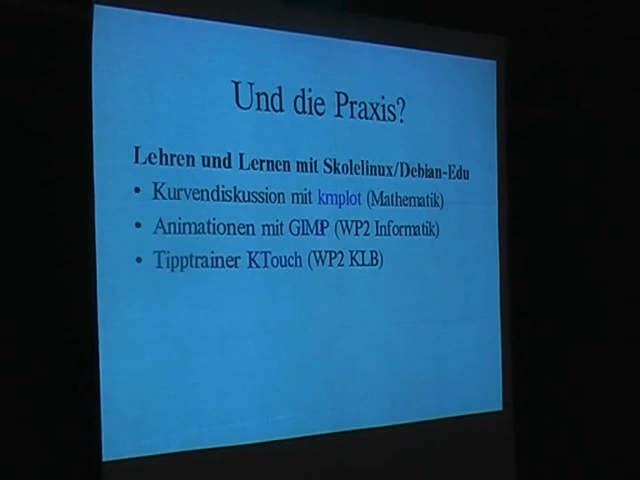 Und die Praxis?
Lehren und Lernen mit Skolelinux/Debian-Edu
• Kurvendiskussion mit kmplot (Mathematik)
• Animationen mit GIMP (WP2 Informatik)
• Tipptrainer KTouch (WP2 KLB)